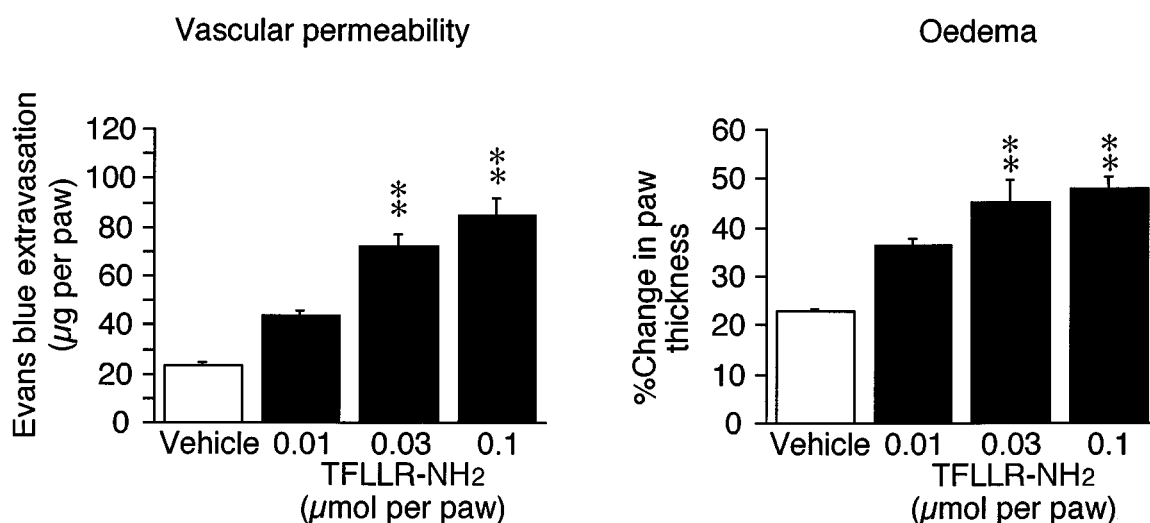 Vascular permeability
Evans blue extravasation
(µg per paw)
120
100
80
60
40
20
0
**
**
Vehicle 0.01 0.03 0.1
TFLLR-NH2
(µmol per paw)
Oedema
%Change in paw
thickness
60
50
40
30
20
10
0
**
**
Vehicle 0.01 0.03 0.1
TFLLR-NH2
(µmol per paw)